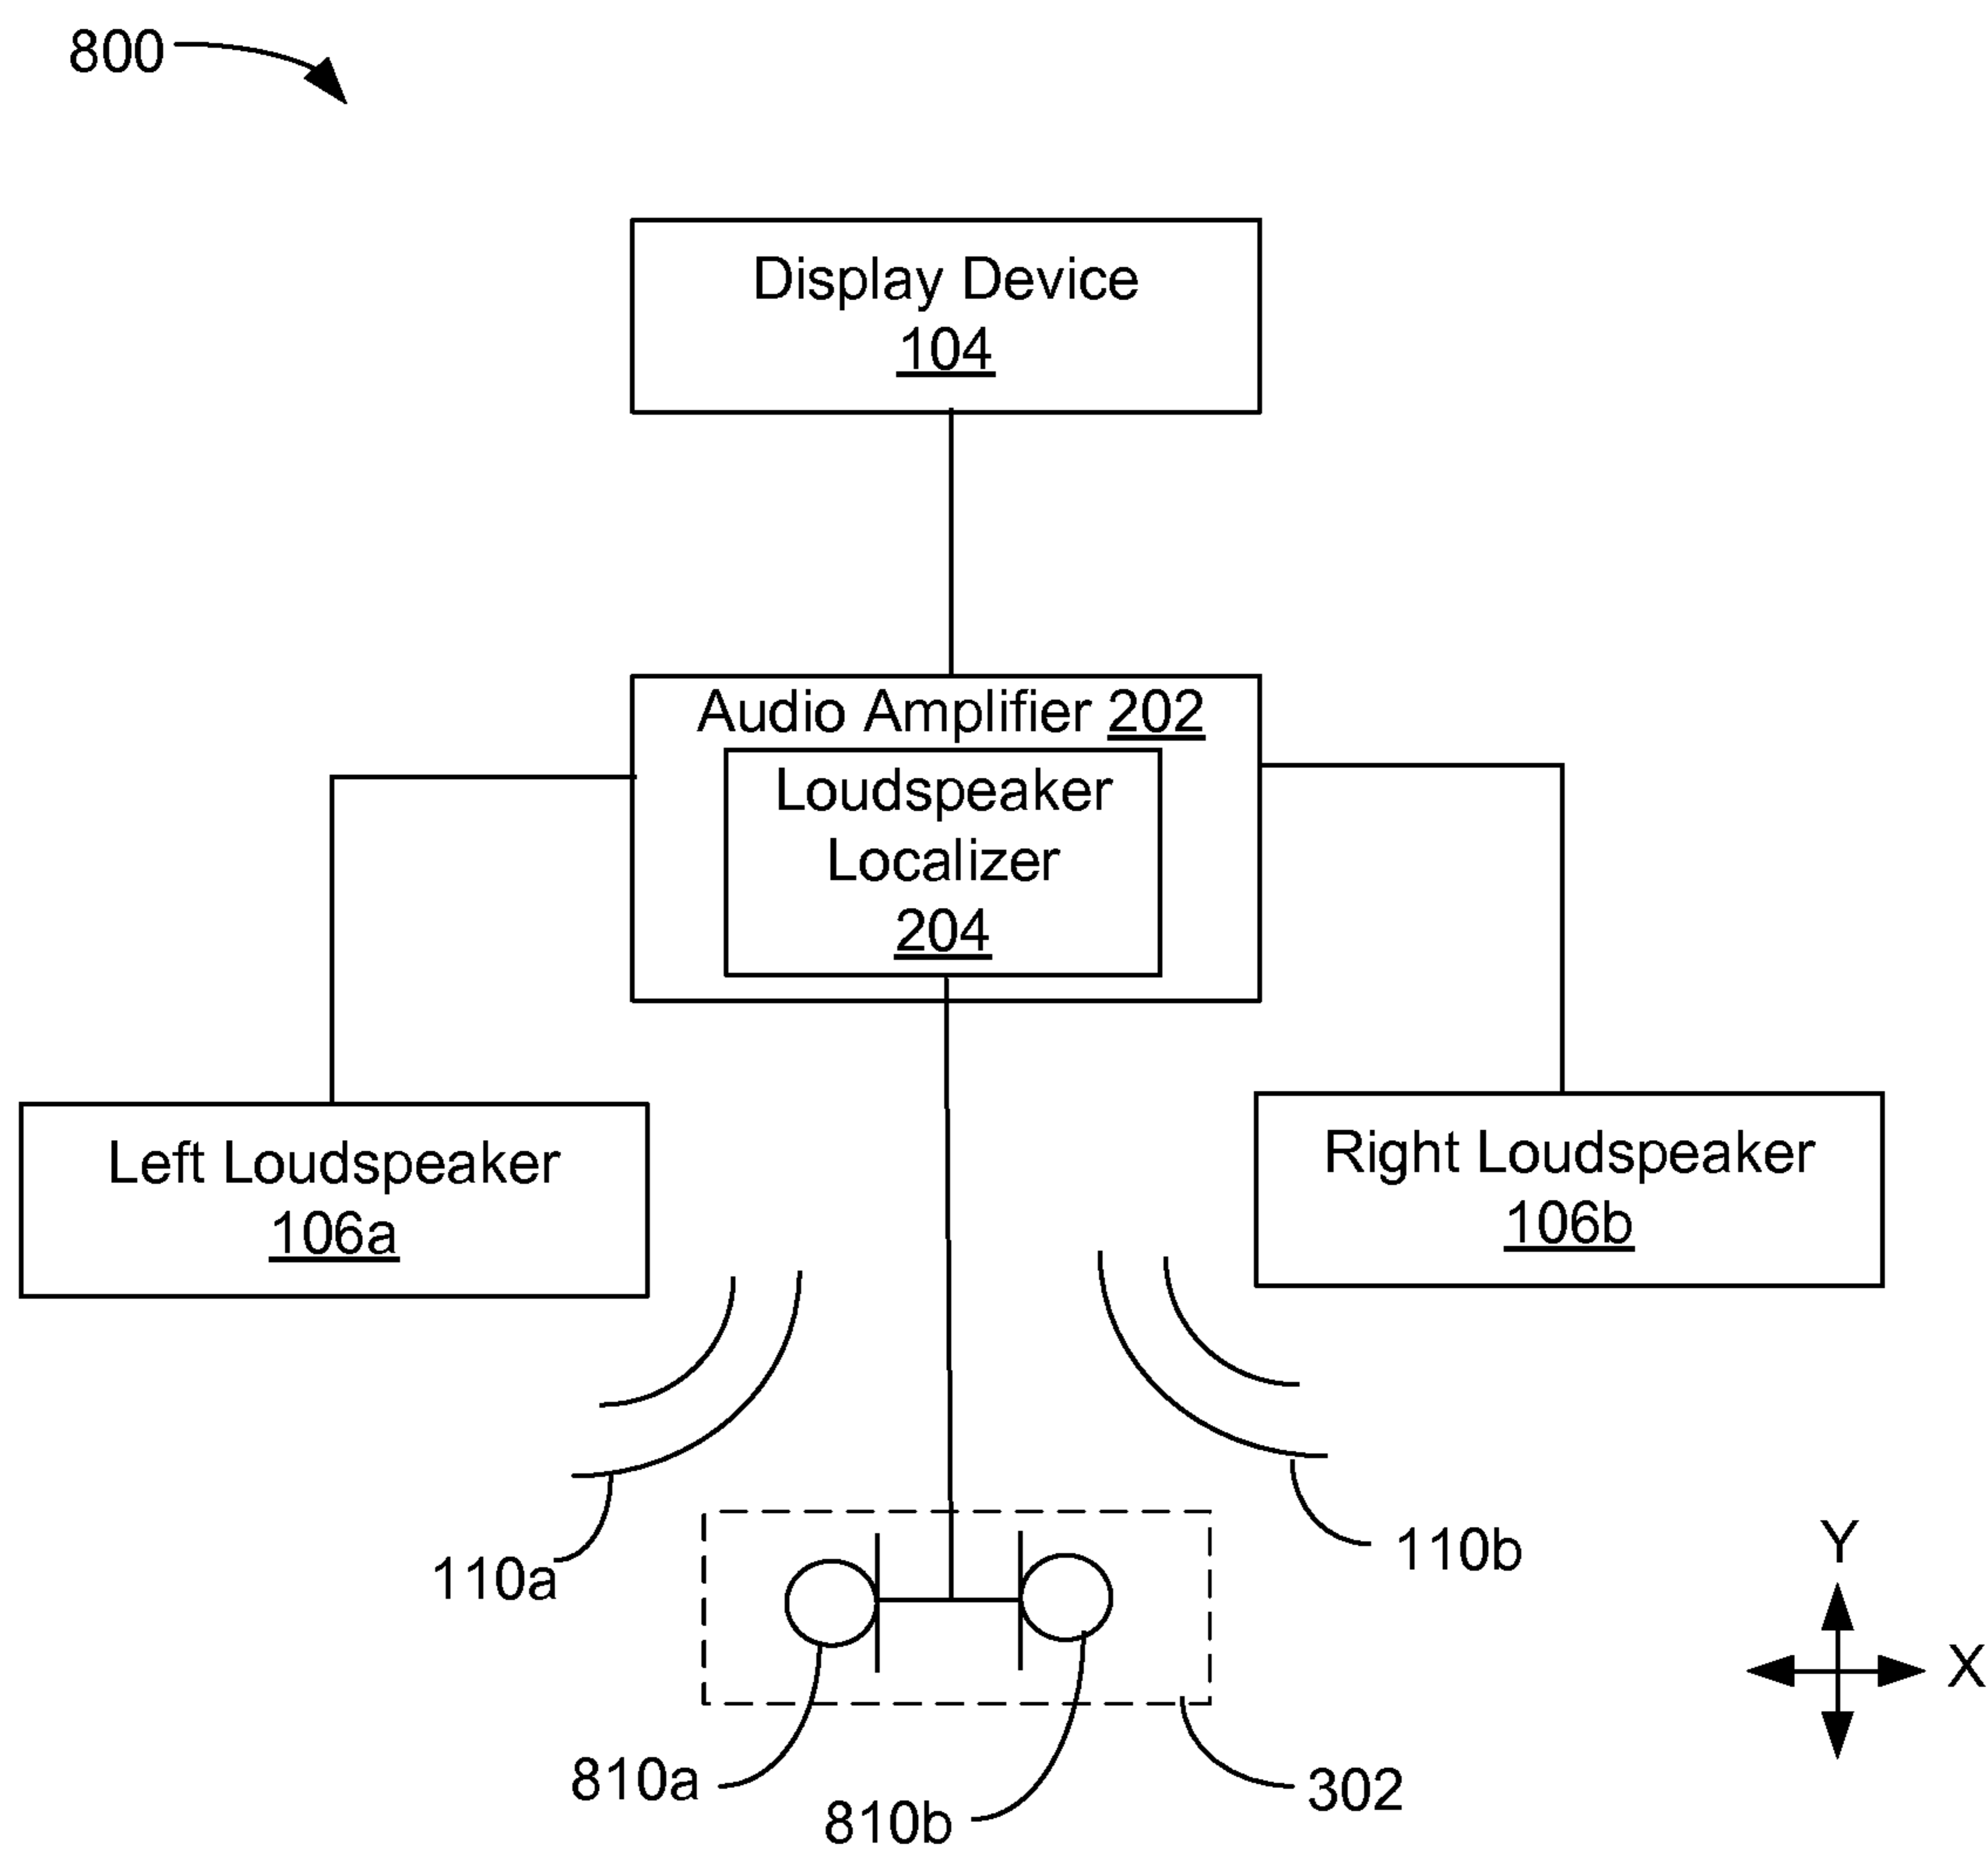 800
Display Device
104
Audio Amplifier 202
Loudspeaker
Localizer
204
Left Loudspeaker
106a
Right Loudspeaker
106b
110a
110b
Y
X
810a
810b
302